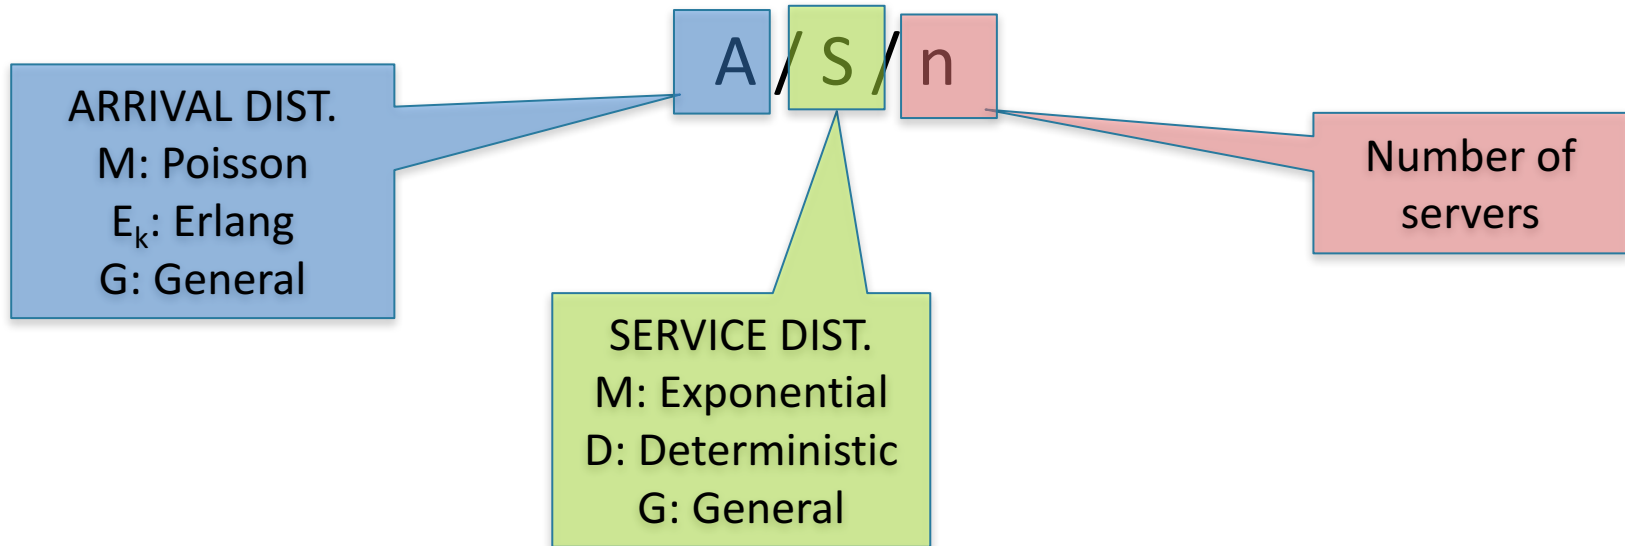 A / S / n
ARRIVAL DIST.
M: Poisson
Eₖ: Erlang
G: General
SERVICE DIST.
M: Exponential
D: Deterministic
G: General
Number of
servers